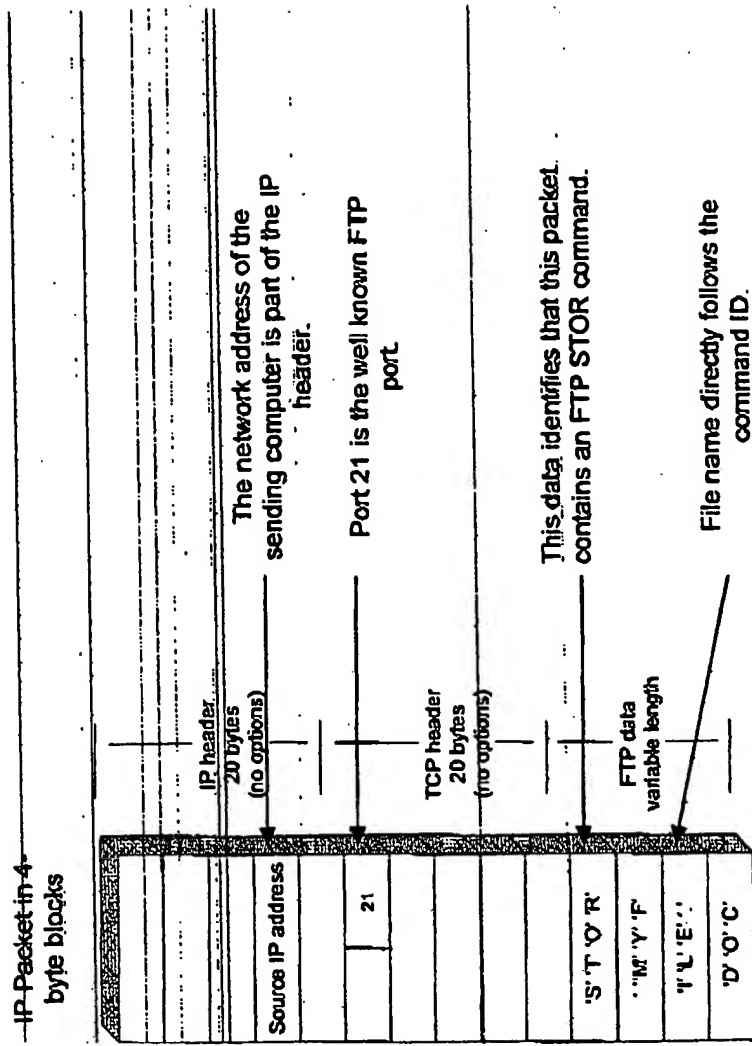 IP Packet in 4-
byte blocks
Source IP address
21
'S' 'T' 'O' 'R'
' ' 'M' 'Y' 'F'
'I' 'L' 'E' '.'
'D' 'O' 'C'
IP header
20 bytes
(no options)
TCP header
20 bytes
(no options)
FTP data
variable length
The network address of the
sending computer is part of the IP
header.
Port 21 is the well known FTP
port.
This data identifies that this packet
contains an FTP STOR command.
File name directly follows the
command ID.